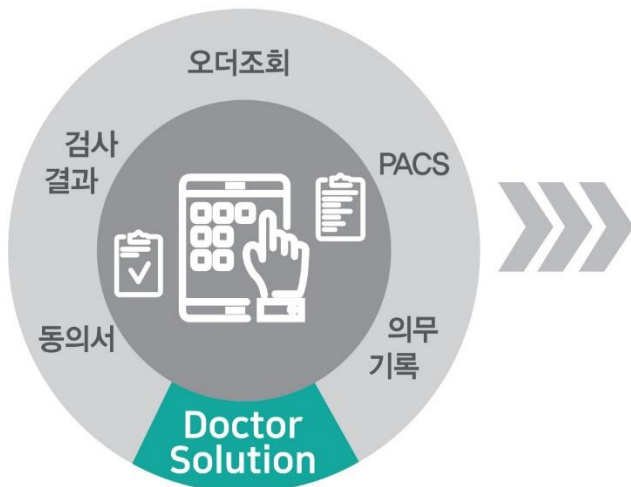 오더조회
검사
결과
PACS
동의서
의무
기록
Doctor
Solution